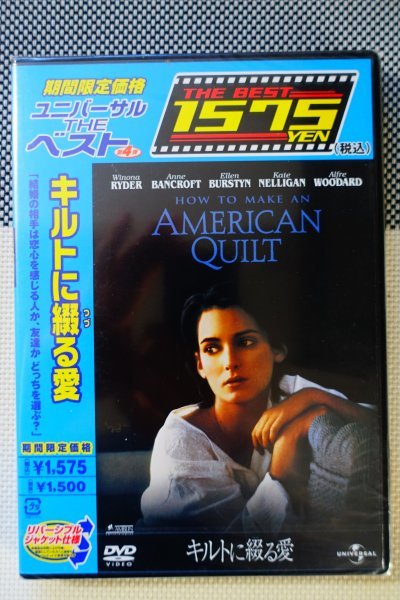 期間限定価格
ユニバーサル
THE
ベスト
第4弾
THE BEST
1575
YEN
(税込)
Winona RYDER
Anne BANCROFT
Ellen BURSTYN
Kate NELLIGAN
Alfre WOODARD
HOW TO MAKE AN
AMERICAN
QUILT
キルトに綴る愛
つづ
「結婚の相手は恋心を感じる人か、友達か どっちを選ぶ?」
期間限定価格
¥1,575
¥1,500
リバーシブル
ジャケット仕様
DVD
VIDEO
キルトに綴る愛
UNIVERSAL